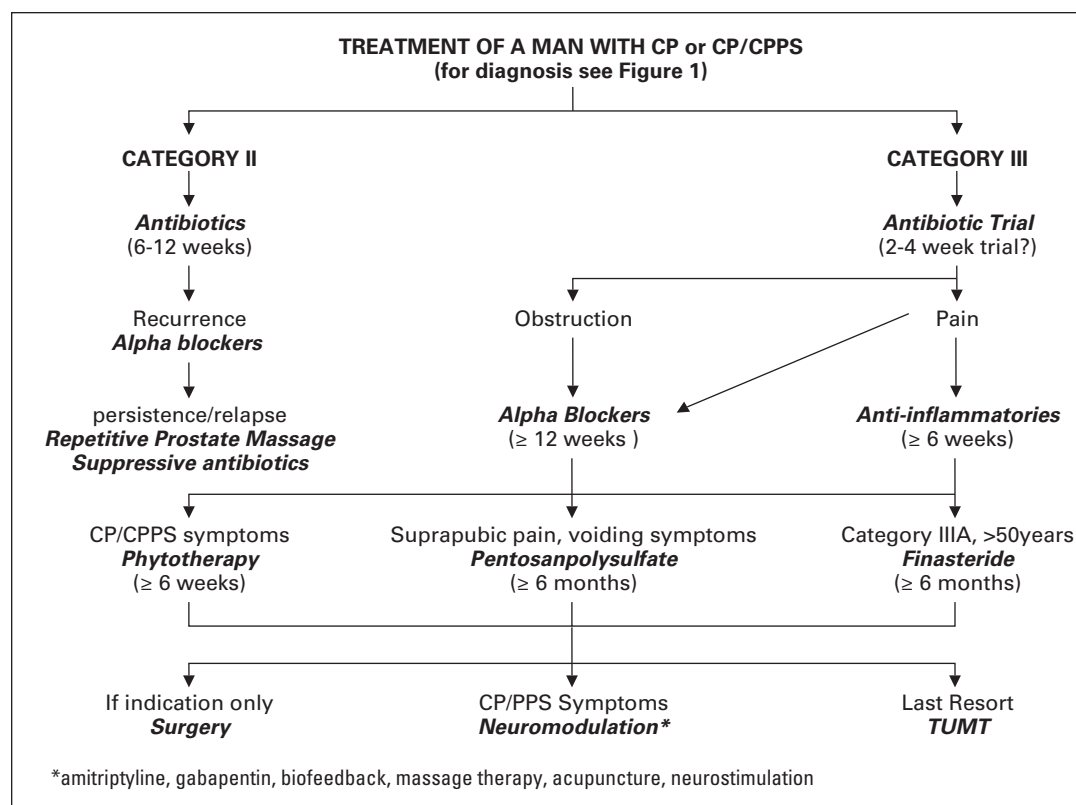 TREATMENT OF A MAN WITH CP or CP/CPPS
(for diagnosis see Figure 1)
CATEGORY II
CATEGORY III
Antibiotics
(6-12 weeks)
Antibiotic Trial
(2-4 week trial?)
Recurrence
Alpha blockers
Obstruction
Pain
persistence/relapse
Repetitive Prostate Massage
Suppressive antibiotics
Alpha Blockers
(≥ 12 weeks )
Anti-inflammatories
(≥ 6 weeks)
CP/CPPS symptoms
Phytotherapy
(≥ 6 weeks)
Suprapubic pain, voiding symptoms
Pentosanpolysulfate
(≥ 6 months)
Category IIIA, >50years
Finasteride
(≥ 6 months)
If indication only
Surgery
CP/PPS Symptoms
Neuromodulation*
Last Resort
TUMT
*amitriptyline, gabapentin, biofeedback, massage therapy, acupuncture, neurostimulation